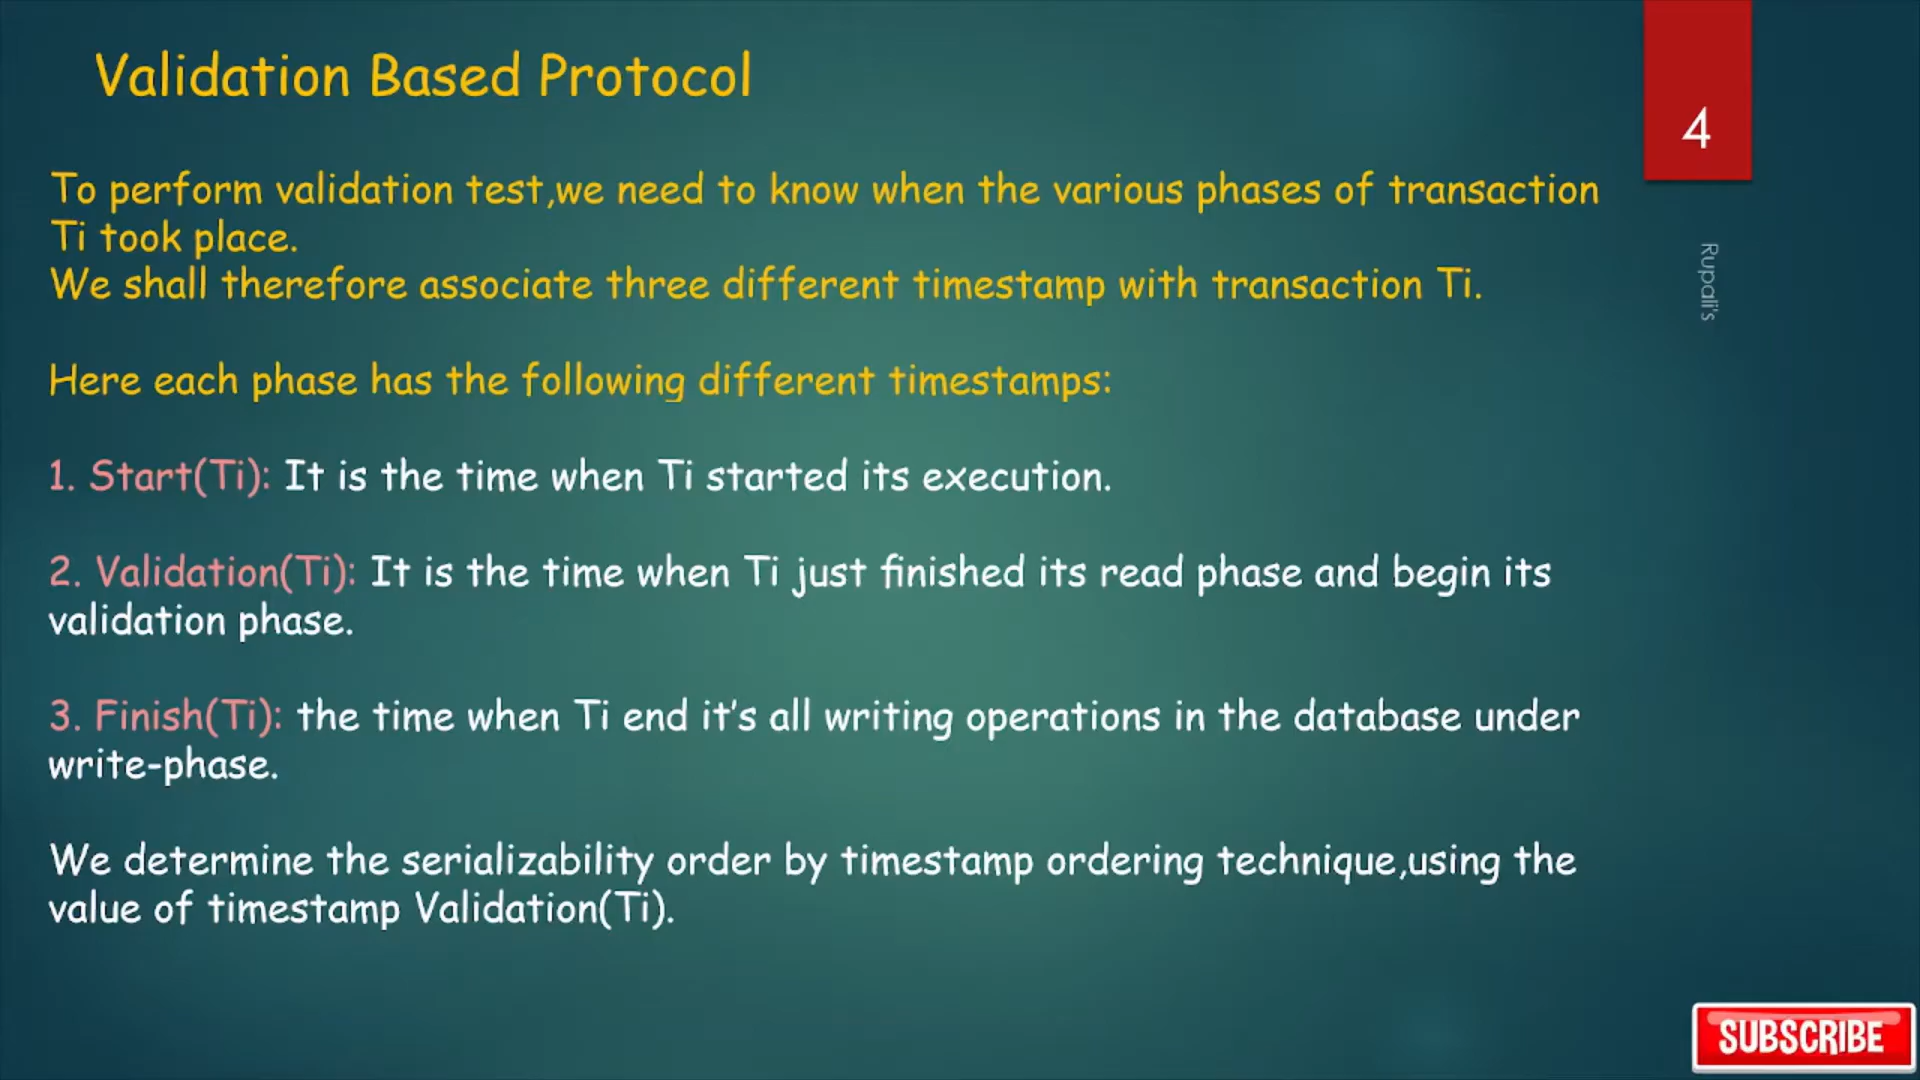 Validation Based Protocol
4
To perform validation test,we need to know when the various phases of transaction
Ti took place.
We shall therefore associate three different timestamp with transaction Ti.
Rupali's
Here each phase has the following different timestamps:
1. Start(Ti): It is the time when Ti started its execution.
2. Validation(Ti): It is the time when Ti just finished its read phase and begin its
validation phase.
3. Finish(Ti): the time when Ti end it's all writing operations in the database under
write-phase.
We determine the serializability order by timestamp ordering technique,using the
value of timestamp Validation(Ti).
SUBSCRIBE